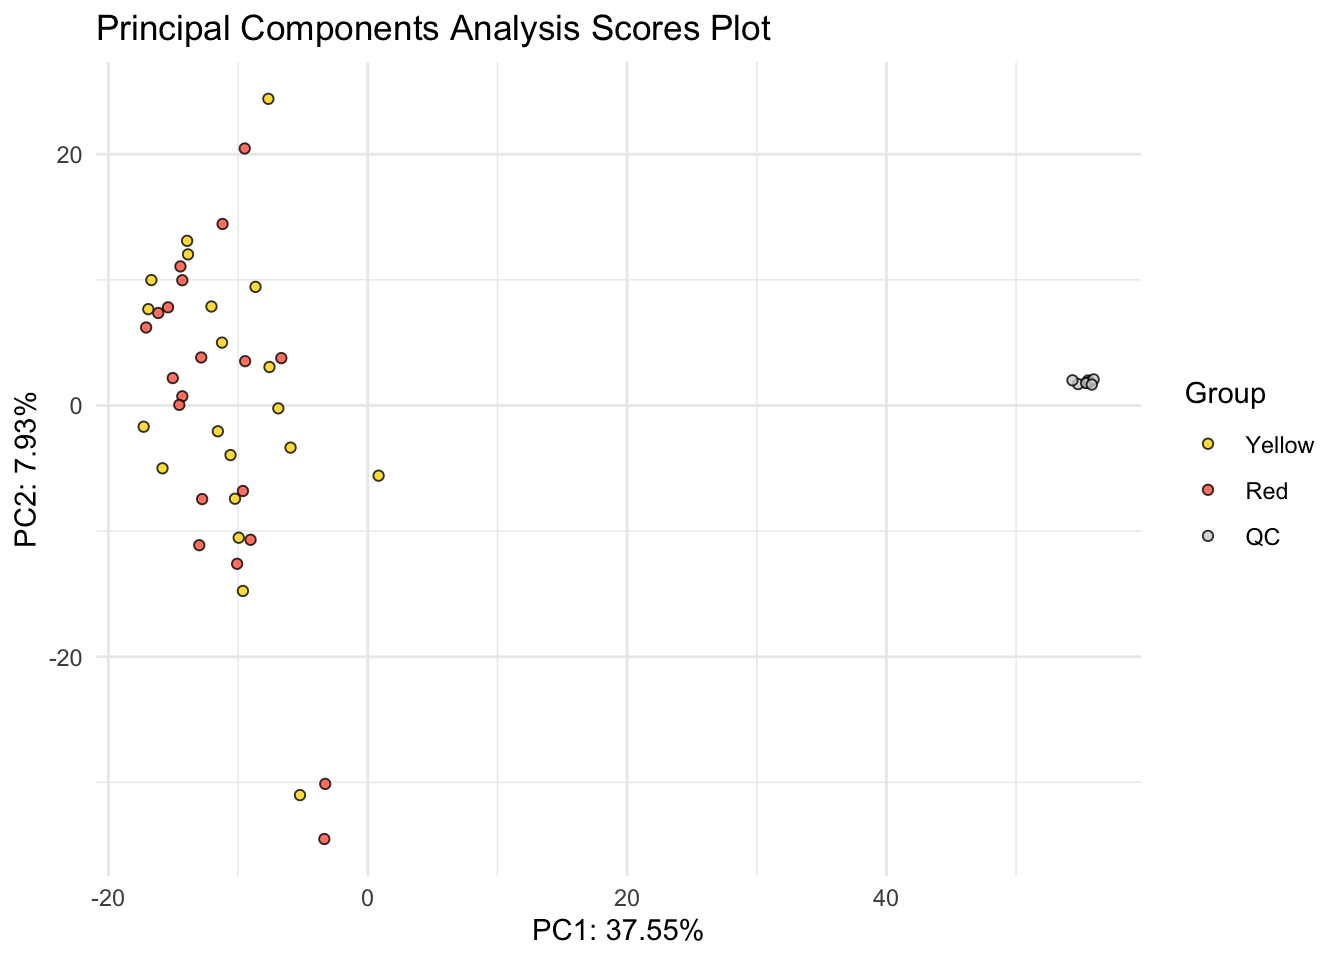 Principal Components Analysis Scores Plot
20
0
-20
PC2: 7.93%
-20
0
20
40
PC1: 37.55%
Group
Yellow
Red
QC